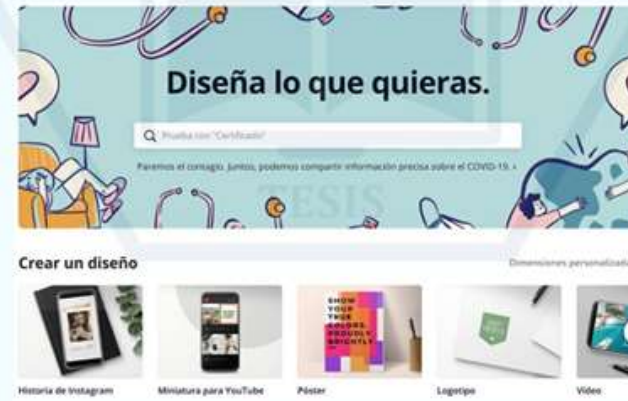 Diseña lo que quieras.
Prueba con "Certificado"
Paremos el contagio. Juntos, podemos compartir información precisa sobre el COVID-19. ›
TESIS
Crear un diseño
Dimensiones personalizada
SHOW
YOUR
TRUE
COLORS
PROUDLY
BRIGHTLY
Historia de Instagram
Miniatura para YouTube
Póster
Logotipo
Vídeo